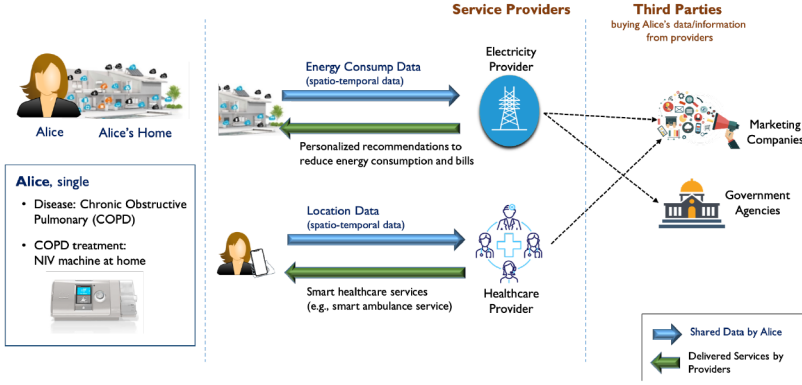 Service Providers
Third Parties
buying Alice's data/information
from providers
Alice
Alice's Home
Energy Consump Data
(spatio-temporal data)
Electricity
Provider
Personalized recommendations to
reduce energy consumption and bills
Marketing
Companies
Alice, single
• Disease: Chronic Obstructive
Pulmonary (COPD)
• COPD treatment:
NIV machine at home
Location Data
(spatio-temporal data)
Government
Agencies
Smart healthcare services
(e.g., smart ambulance service)
Healthcare
Provider
Shared Data by Alice
Delivered Services by
Providers